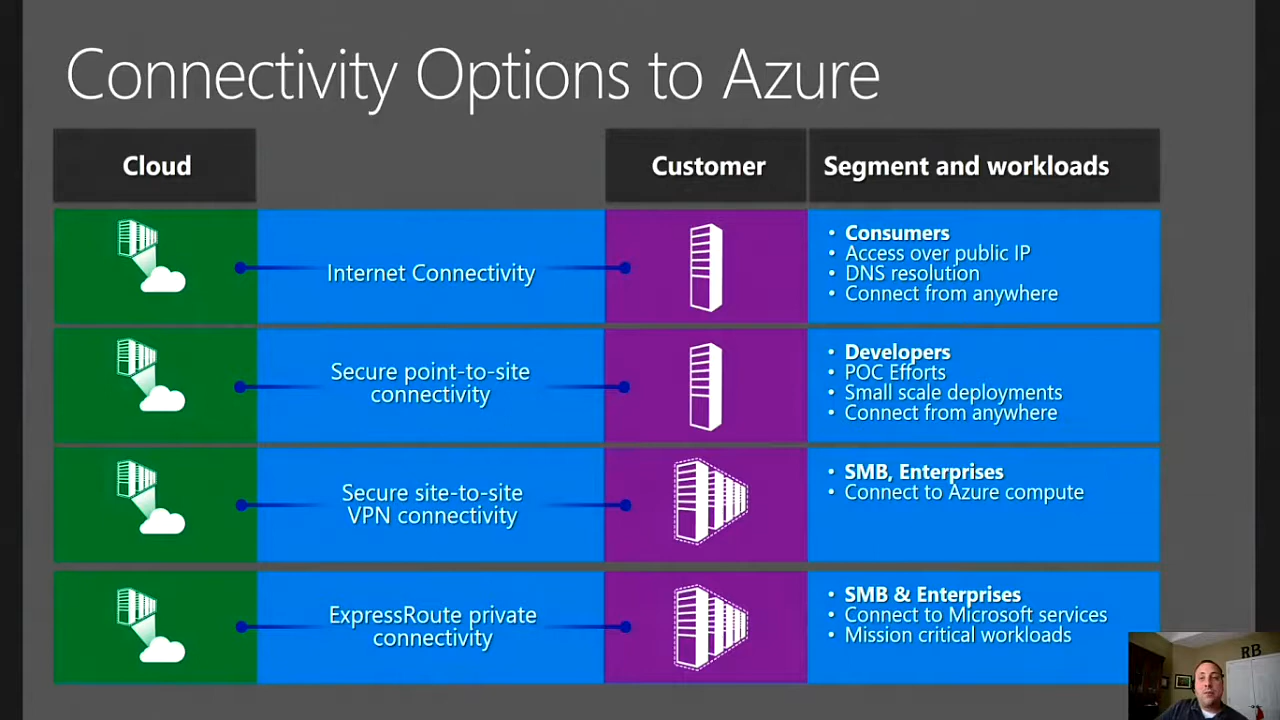 Connectivity Options to Azure
Cloud
Customer
Segment and workloads
Internet Connectivity
• Consumers
• Access over public IP
• DNS resolution
• Connect from anywhere
Secure point-to-site
connectivity
• Developers
• POC Efforts
• Small scale deployments
• Connect from anywhere
Secure site-to-site
VPN connectivity
• SMB, Enterprises
• Connect to Azure compute
ExpressRoute private
connectivity
• SMB & Enterprises
• Connect to Microsoft services
• Mission critical workloads
RB